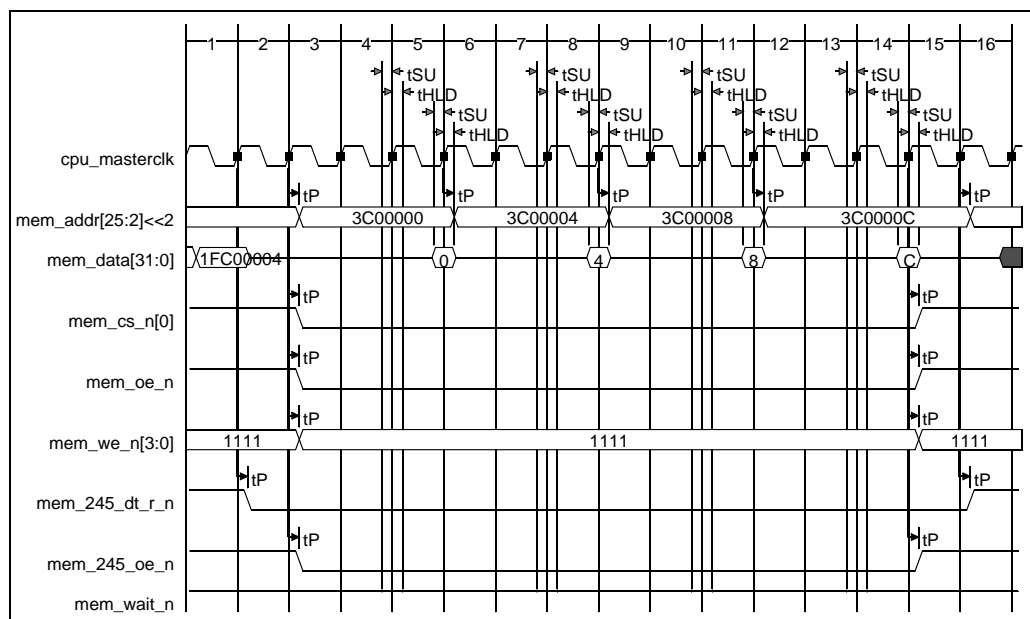 1 2 3 4 5 6 7 8 9 10 11 12 13 14 15 16
tSU tSU tSU tSU
tHLD tHLD tHLD tHLD
tSU tSU tSU tSU
tHLD tHLD tHLD tHLD
cpu_masterclk
tP tP tP tP tP
mem_addr[25:2]<<2 3C00000 3C00004 3C00008 3C0000C
mem_data[31:0] 1FC00004 0 4 8 C
tP tP
mem_cs_n[0]
tP tP
mem_oe_n
tP tP
mem_we_n[3:0] 1111 1111 1111
tP tP
mem_245_dt_r_n
tP tP
mem_245_oe_n
mem_wait_n